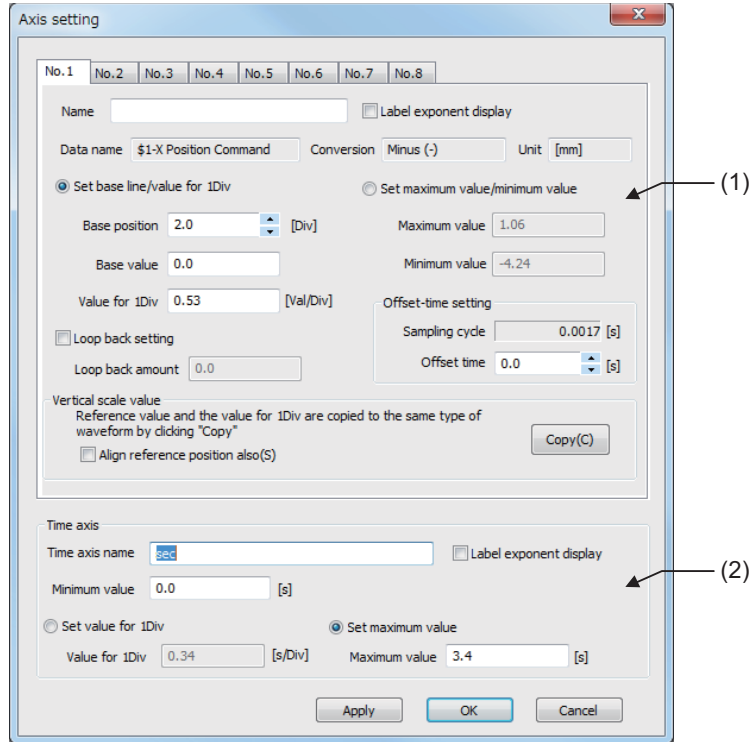 Axis setting
No.1 No.2 No.3 No.4 No.5 No.6 No.7 No.8
Name Label exponent display
Data name $1-X Position Command Conversion Minus (-) Unit [mm]
Set base line/value for 1Div Set maximum value/minimum value
(1)
Base position 2.0 [Div] Maximum value 1.06
Base value 0.0 Minimum value -4.24
Value for 1Div 0.53 [Val/Div] Offset-time setting
Loop back setting Sampling cycle 0.0017 [s]
Loop back amount 0.0 Offset time 0.0 [s]
Vertical scale value
Reference value and the value for 1Div are copied to the same type of
waveform by clicking "Copy"
Copy(C)
Align reference position also(S)
Time axis
Time axis name sec Label exponent display
(2)
Minimum value 0.0 [s]
Set value for 1Div Set maximum value
Value for 1Div 0.34 [s/Div] Maximum value 3.4 [s]
Apply OK Cancel